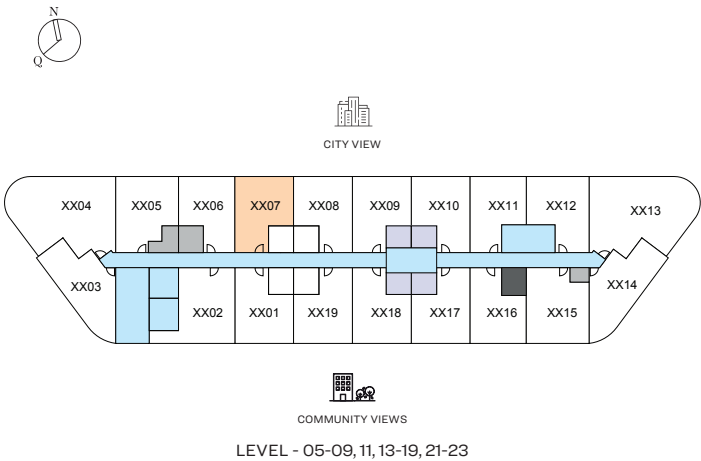 N
Q
CITY VIEW
XX04 XX05 XX06 XX07 XX08 XX09 XX10 XX11 XX12 XX13
XX03 XX14
XX02 XX01 XX19 XX18 XX17 XX16 XX15
COMMUNITY VIEWS
LEVEL - 05-09, 11, 13-19, 21-23